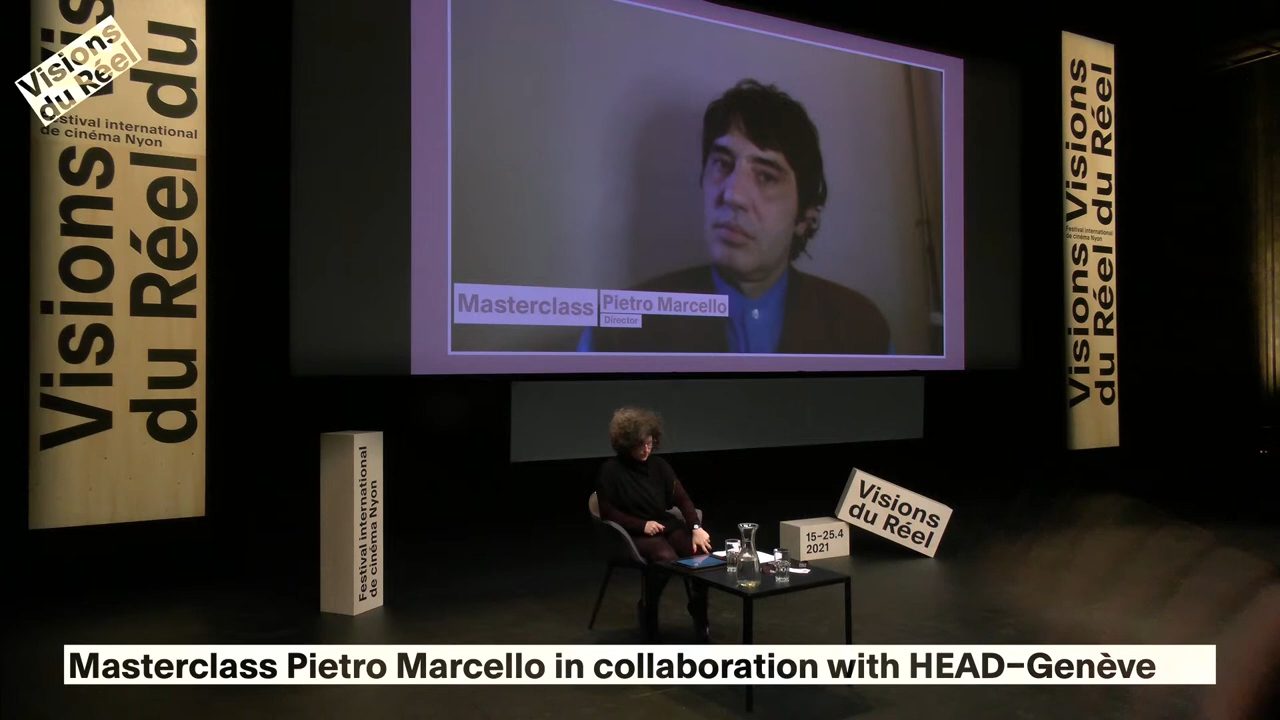 Visions
du Réel
Vis
du
Festival international
de cinéma Nyon
Visions
du Réel
Masterclass
Pietro Marcello
Director
Visions
du Réel
Festival international
de cinéma Nyon
Visions
du Réel
Festival international
de cinéma Nyon
15–25.4
2021
Visions
du Réel
Masterclass Pietro Marcello in collaboration with HEAD–Genève